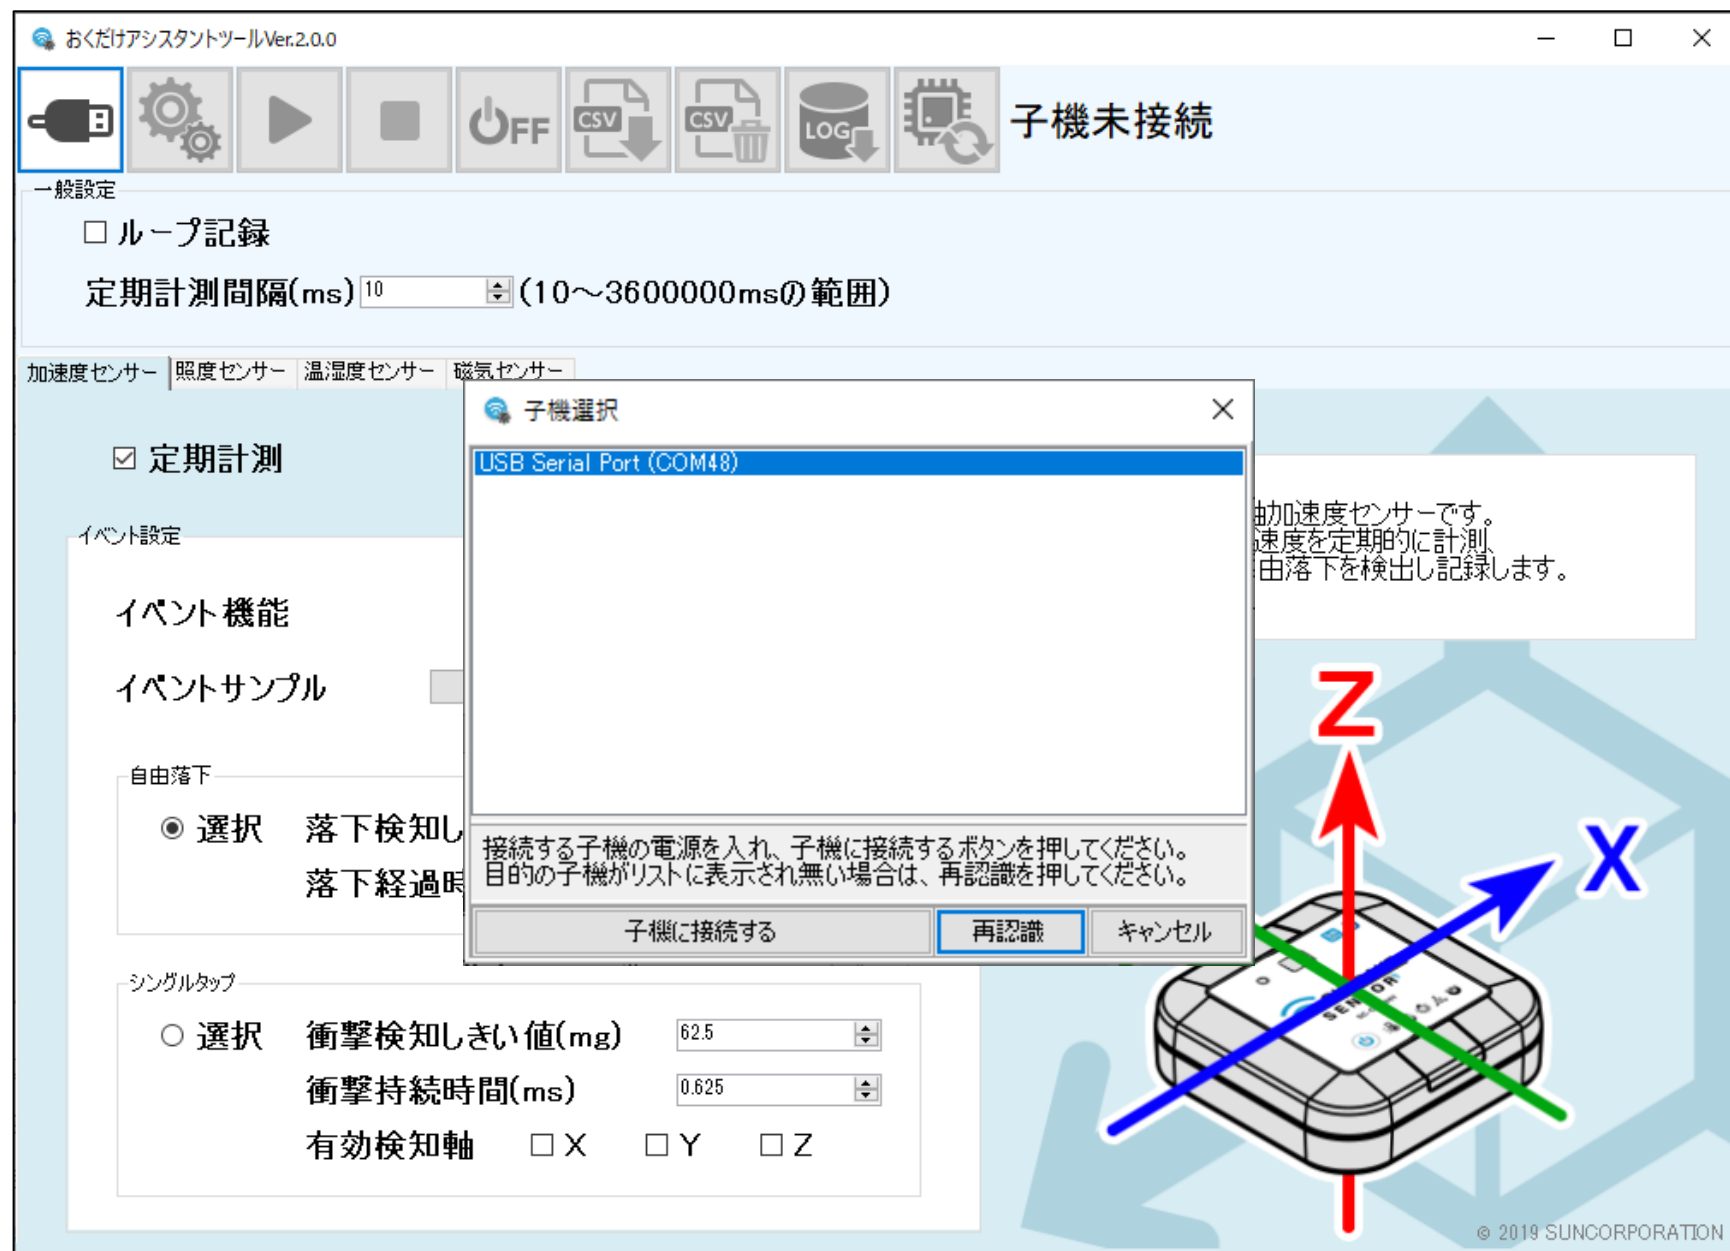 おくだけアシスタントツールVer.2.0.0
OFF
CSV
CSV
LOG
子機未接続
一般設定
ループ記録
定期計測間隔(ms) 10 (10～3600000msの範囲)
加速度センサー 照度センサー 温湿度センサー 磁気センサー
子機選択
USB Serial Port (COM48)
定期計測
軸加速度センサーです。
速度を定期的に計測、
由落下を検出し記録します。
イベント設定
イベント機能
イベントサンプル
自由落下
選択 落下検知し
落下経過時
接続する子機の電源を入れ、子機に接続するボタンを押してください。
目的の子機がリストに表示され無い場合は、再認識を押してください。
子機に接続する 再認識 キャンセル
シングルタップ
選択 衝撃検知しきい値(mg) 62.5
衝撃持続時間(ms) 0.625
有効検知軸 X Y Z
Z
X
SENSOR
© 2019 SUNCORPORATION